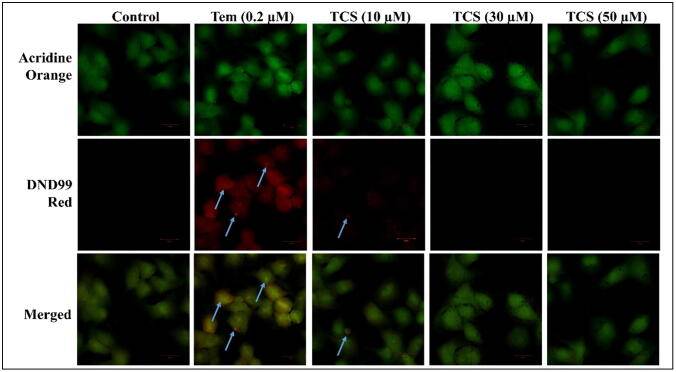 Control Tem (0.2 µM) TCS (10 µM) TCS (30 µM) TCS (50 µM)
Acridine
Orange
DND99
Red
Merged